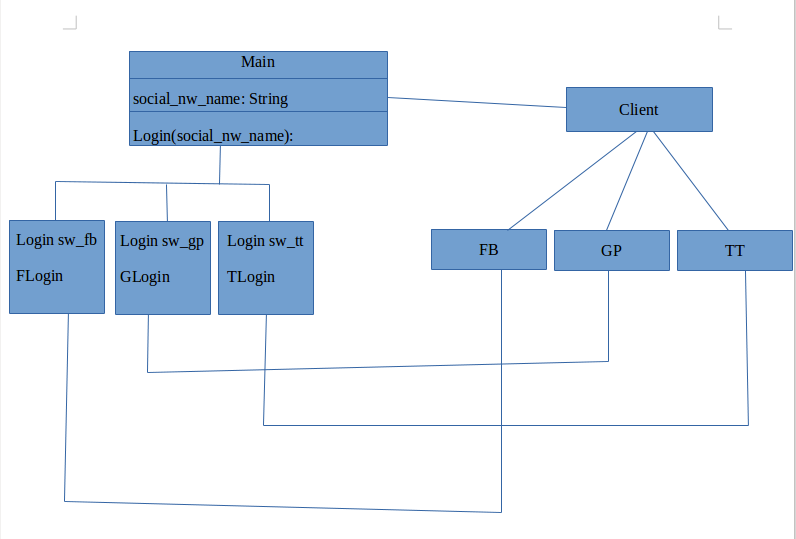 Main
social_nw_name: String
Login(social_nw_name):
Client
Login sw_fb
FLogin
Login sw_gp
GLogin
Login sw_tt
TLogin
FB
GP
TT